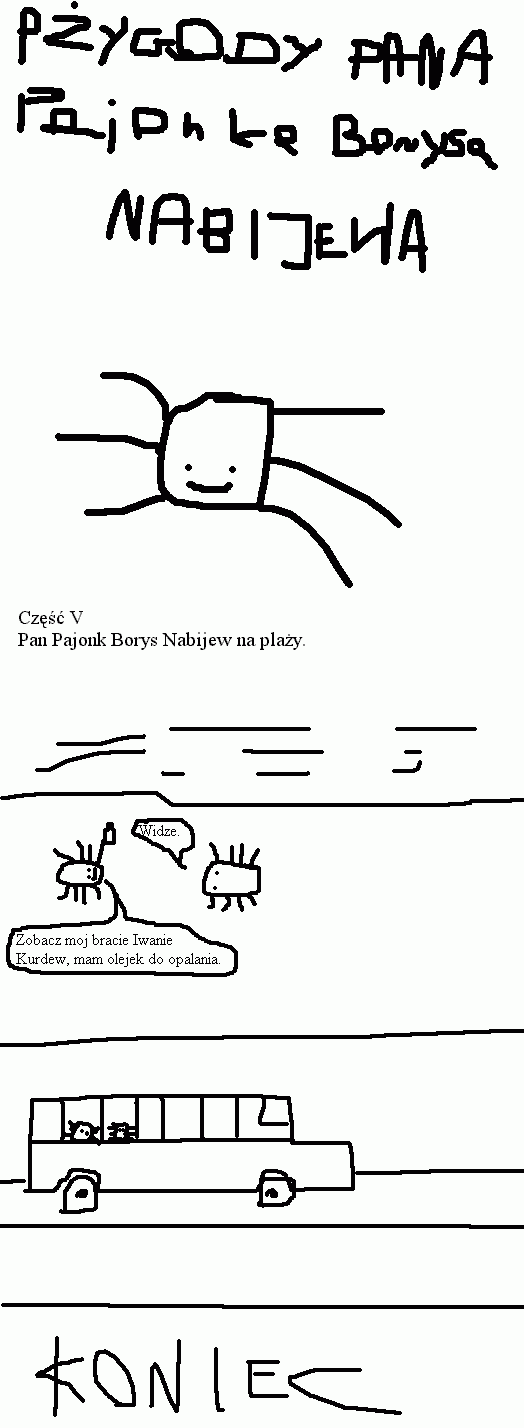 PŻYGODY PANA
PajOnka Borysa
NABIJEWA
Część V
Pan Pajonk Borys Nabijew na plaży.
Widze.
Zobacz moj bracie Iwanie
Kurdew, mam olejek do opalania.
KONIEC